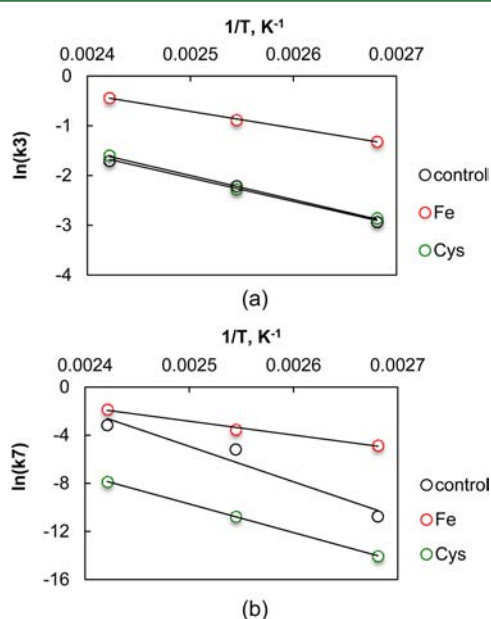 1/T, K⁻¹
0.0024 0.0025 0.0026 0.0027
0
-1
-2
-3
-4
ln(k3)
control
Fe
Cys
(a)
1/T, K⁻¹
0.0024 0.0025 0.0026 0.0027
0
-4
-8
-12
-16
ln(k7)
control
Fe
Cys
(b)